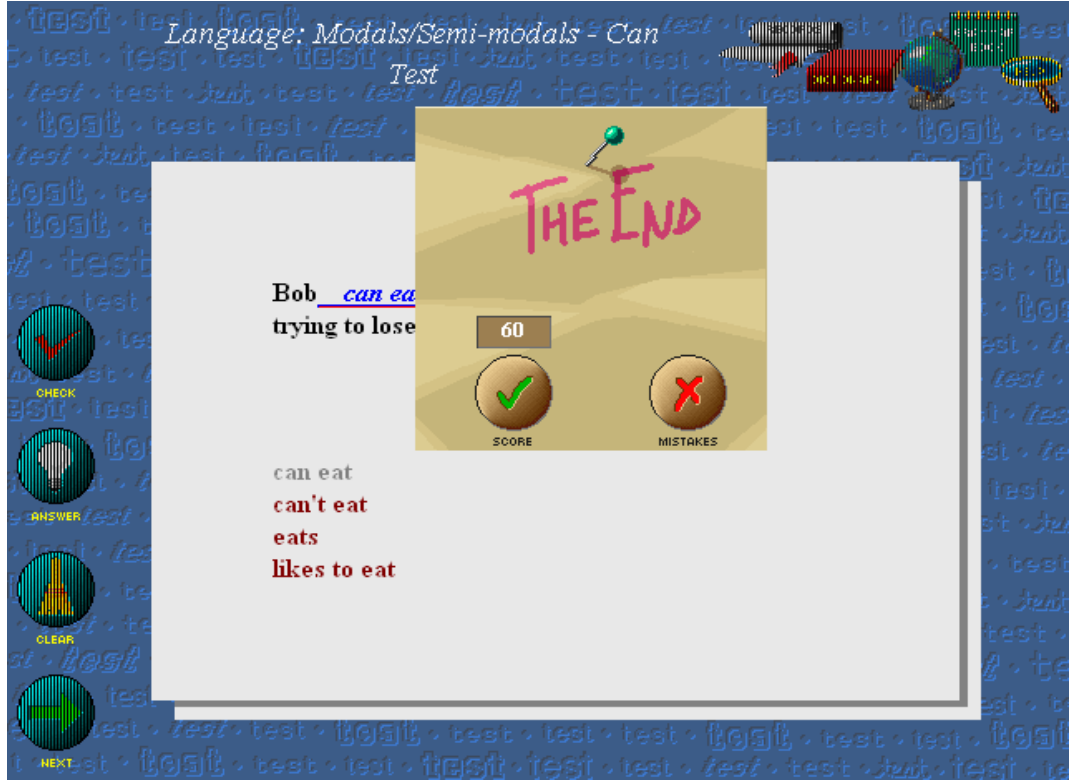 Language: Modals/Semi-modals - Can
Test
THE END
Bob can ea
trying to lose
60
SCORE
MISTAKES
can eat
can't eat
eats
likes to eat
CHECK
ANSWER
CLEAR
NEXT